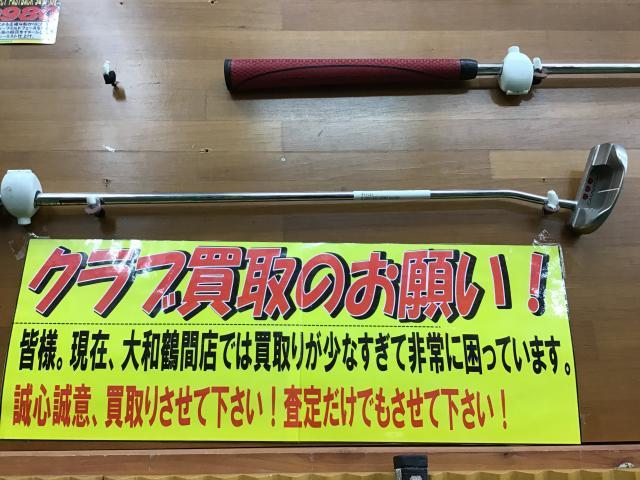 980
クラブ買取のお願い！
皆様。現在、大和鶴間店では買取りが少なすぎて非常に困っています。
誠心誠意、買取りさせて下さい！査定だけでもさせて下さい！